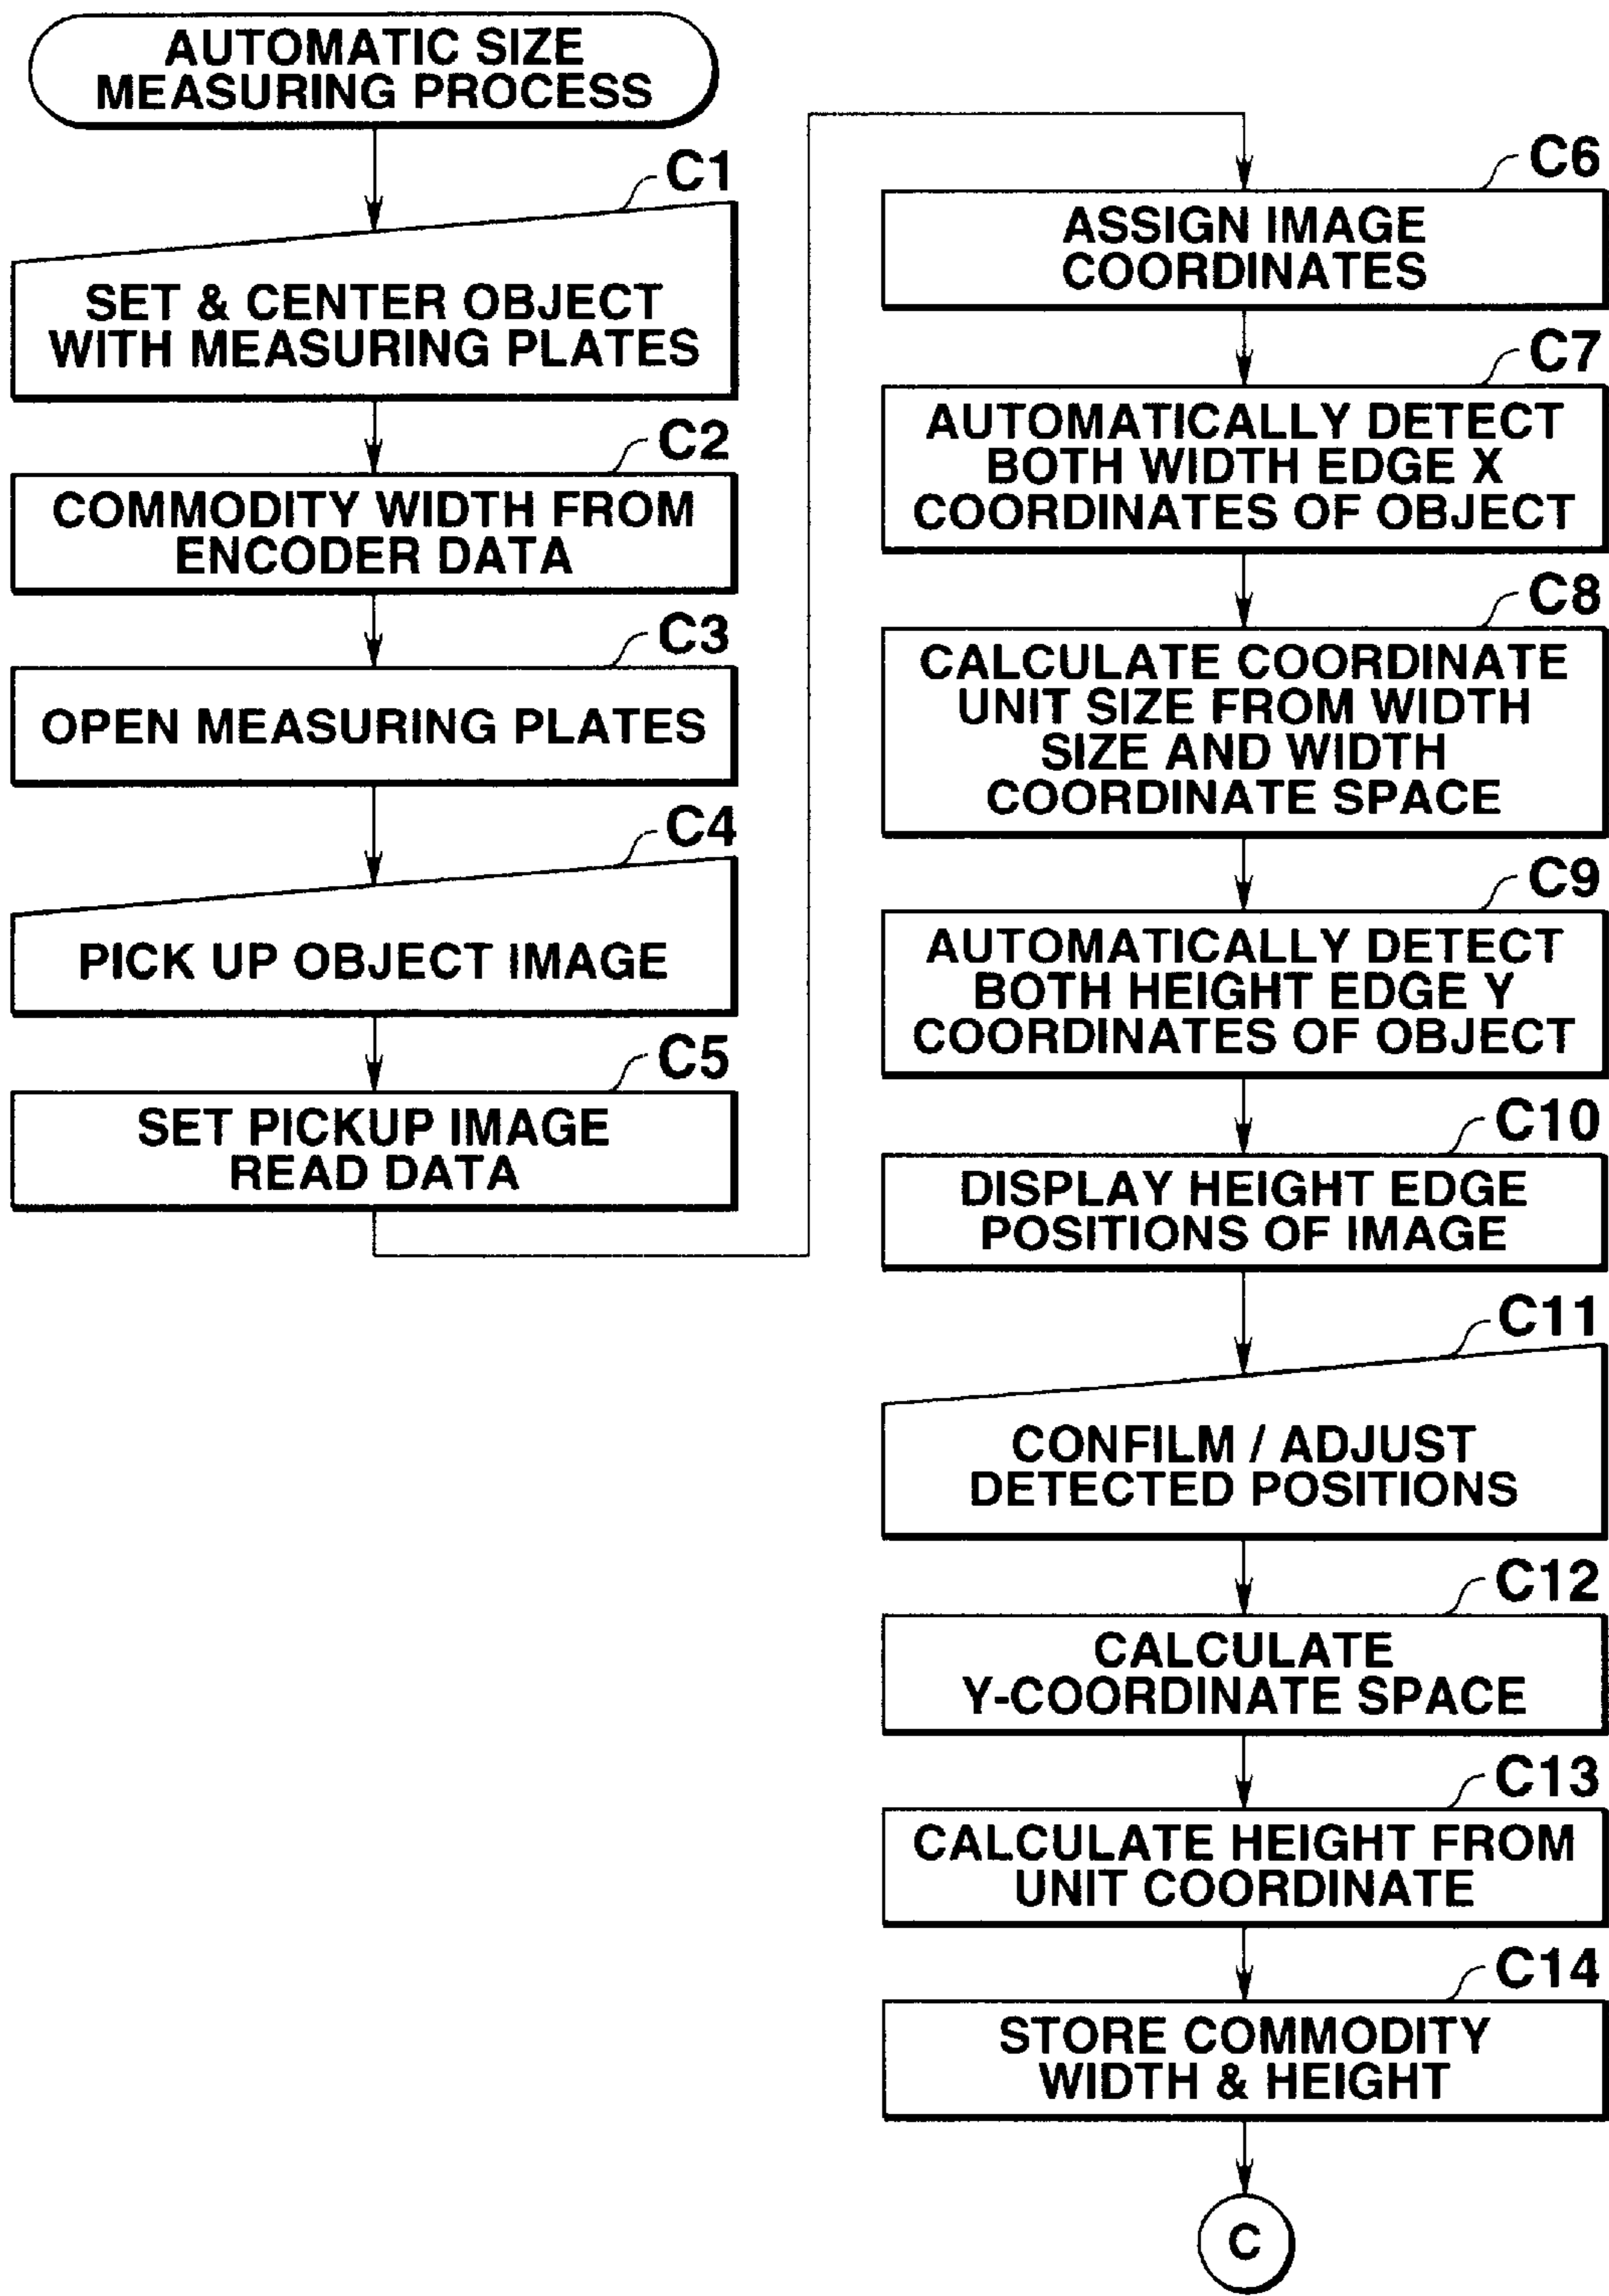 AUTOMATIC SIZE
MEASURING PROCESS
C1
SET & CENTER OBJECT
WITH MEASURING PLATES
C2
COMMODITY WIDTH FROM
ENCODER DATA
C3
OPEN MEASURING PLATES
C4
PICK UP OBJECT IMAGE
C5
SET PICKUP IMAGE
READ DATA
C6
ASSIGN IMAGE
COORDINATES
C7
AUTOMATICALLY DETECT
BOTH WIDTH EDGE X
COORDINATES OF OBJECT
C8
CALCULATE COORDINATE
UNIT SIZE FROM WIDTH
SIZE AND WIDTH
COORDINATE SPACE
C9
AUTOMATICALLY DETECT
BOTH HEIGHT EDGE Y
COORDINATES OF OBJECT
C10
DISPLAY HEIGHT EDGE
POSITIONS OF IMAGE
C11
CONFILM / ADJUST
DETECTED POSITIONS
C12
CALCULATE
Y-COORDINATE SPACE
C13
CALCULATE HEIGHT FROM
UNIT COORDINATE
C14
STORE COMMODITY
WIDTH & HEIGHT
C